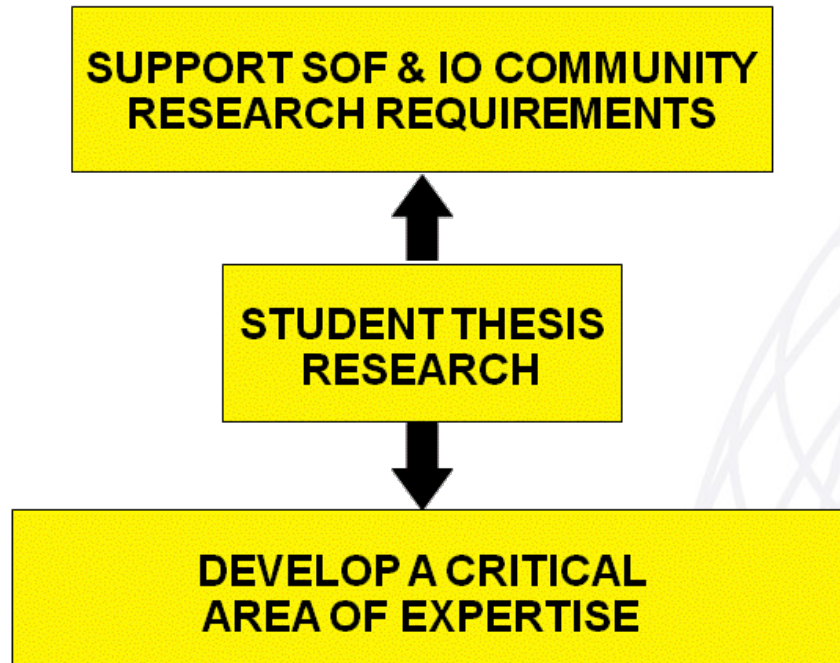 SUPPORT SOF & IO COMMUNITY
RESEARCH REQUIREMENTS
STUDENT THESIS
RESEARCH
DEVELOP A CRITICAL
AREA OF EXPERTISE